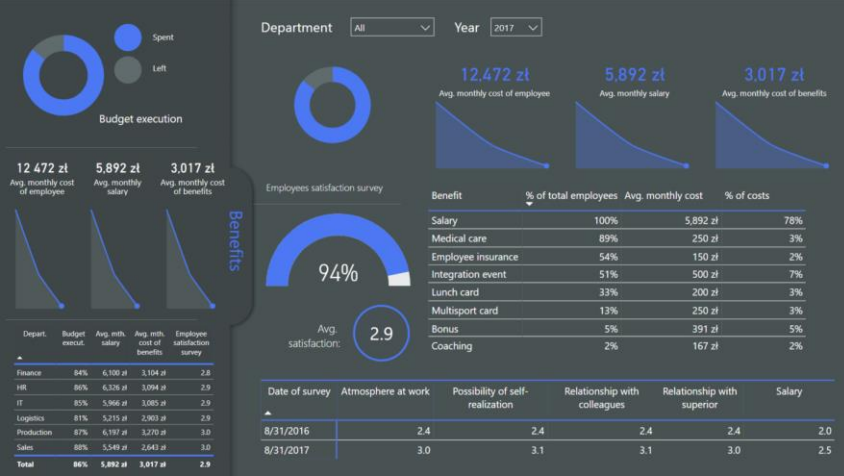 Spent
Left
Budget execution
12 472 zł 5,892 zł 3,017 zł
Avg. monthly cost of employee Avg. monthly salary Avg. monthly cost of benefits
Depart. Budget execut. Avg. mth. salary Avg. mth. cost of benefits Employee satisfaction survey
Finance 84% 6,100 zł 3,104 zł 2.8
HR 86% 6,326 zł 3,094 zł 2.9
IT 85% 5,966 zł 3,085 zł 2.9
Logistics 81% 5,215 zł 2,903 zł 2.9
Production 87% 6,197 zł 3,270 zł 3.0
Sales 88% 5,549 zł 2,643 zł 3.0
Total 86% 5,892 zł 3,017 zł 2.9
Benefits
Department All Year 2017
12,472 zł 5,892 zł 3,017 zł
Avg. monthly cost of employee Avg. monthly salary Avg. monthly cost of benefits
Employees satisfaction survey
94%
Avg. satisfaction: 2.9
Benefit % of total employees Avg. monthly cost % of costs
Salary 100% 5,892 zł 78%
Medical care 89% 250 zł 3%
Employee insurance 54% 150 zł 2%
Integration event 51% 500 zł 7%
Lunch card 33% 200 zł 3%
Multisport card 13% 250 zł 3%
Bonus 5% 391 zł 5%
Coaching 2% 167 zł 2%
Date of survey Atmosphere at work Possibility of self-realization Relationship with colleagues Relationship with superior Salary
8/31/2016 2.4 2.4 2.4 2.4 2.0
8/31/2017 3.0 3.1 3.1 3.0 2.5